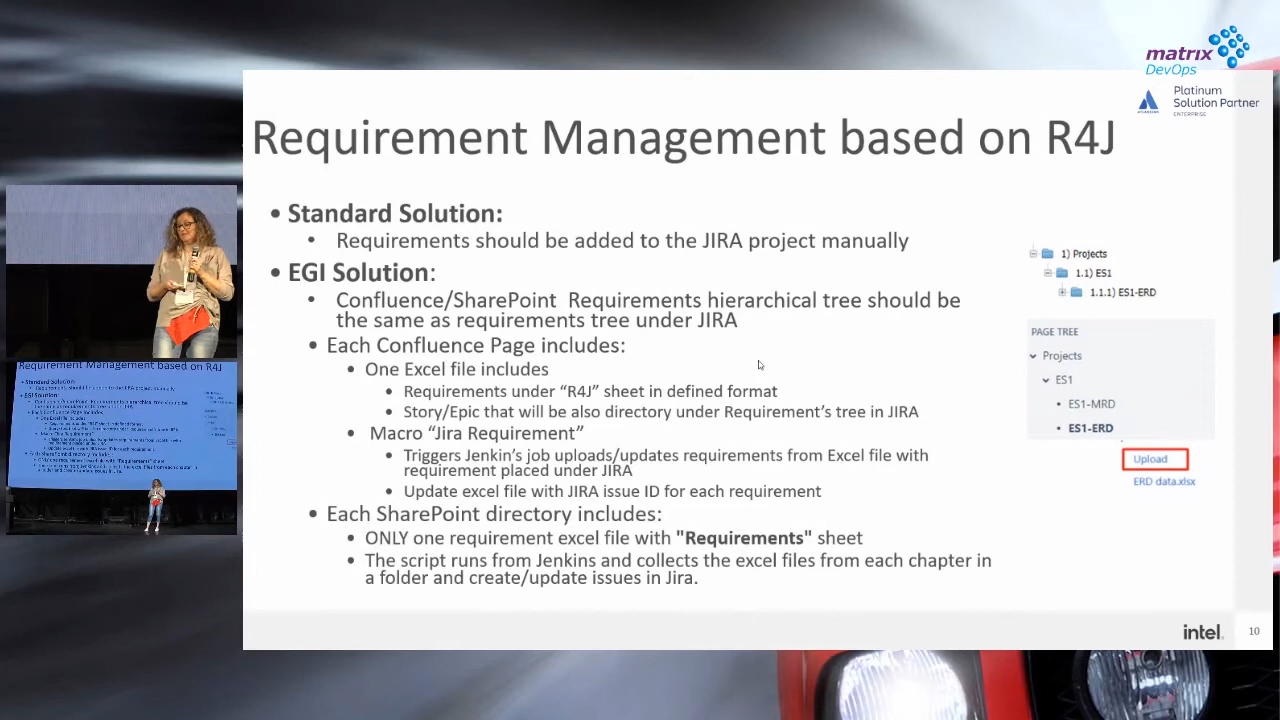 matrix
DevOps
Platinum
Solution Partner
ATLASSIAN
ENTERPRISE
Requirement Management based on R4J
• Standard Solution:
• Requirements should be added to the JIRA project manually
• EGI Solution:
• Confluence/SharePoint Requirements hierarchical tree should be
the same as requirements tree under JIRA
• Each Confluence Page includes:
• One Excel file includes
• Requirements under “R4J” sheet in defined format
• Story/Epic that will be also directory under Requirement’s tree in JIRA
• Macro “Jira Requirement”
• Triggers Jenkin’s job uploads/updates requirements from Excel file with
requirement placed under JIRA
• Update excel file with JIRA issue ID for each requirement
• Each SharePoint directory includes:
• ONLY one requirement excel file with "Requirements" sheet
• The script runs from Jenkins and collects the excel files from each chapter in
a folder and create/update issues in Jira.
1) Projects
1.1) ES1
1.1.1) ES1-ERD
PAGE TREE
Projects
ES1
• ES1-MRD
• ES1-ERD
Upload
ERD data.xlsx
intel.
10
Requirement Management based on R4J
Standard Solution: